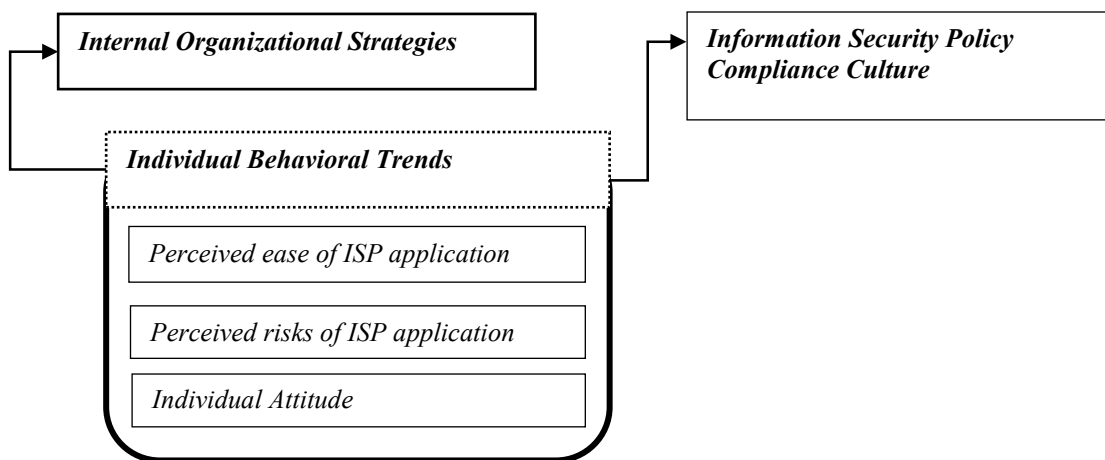 Internal Organizational Strategies
Information Security Policy
Compliance Culture
Individual Behavioral Trends
Perceived ease of ISP application
Perceived risks of ISP application
Individual Attitude